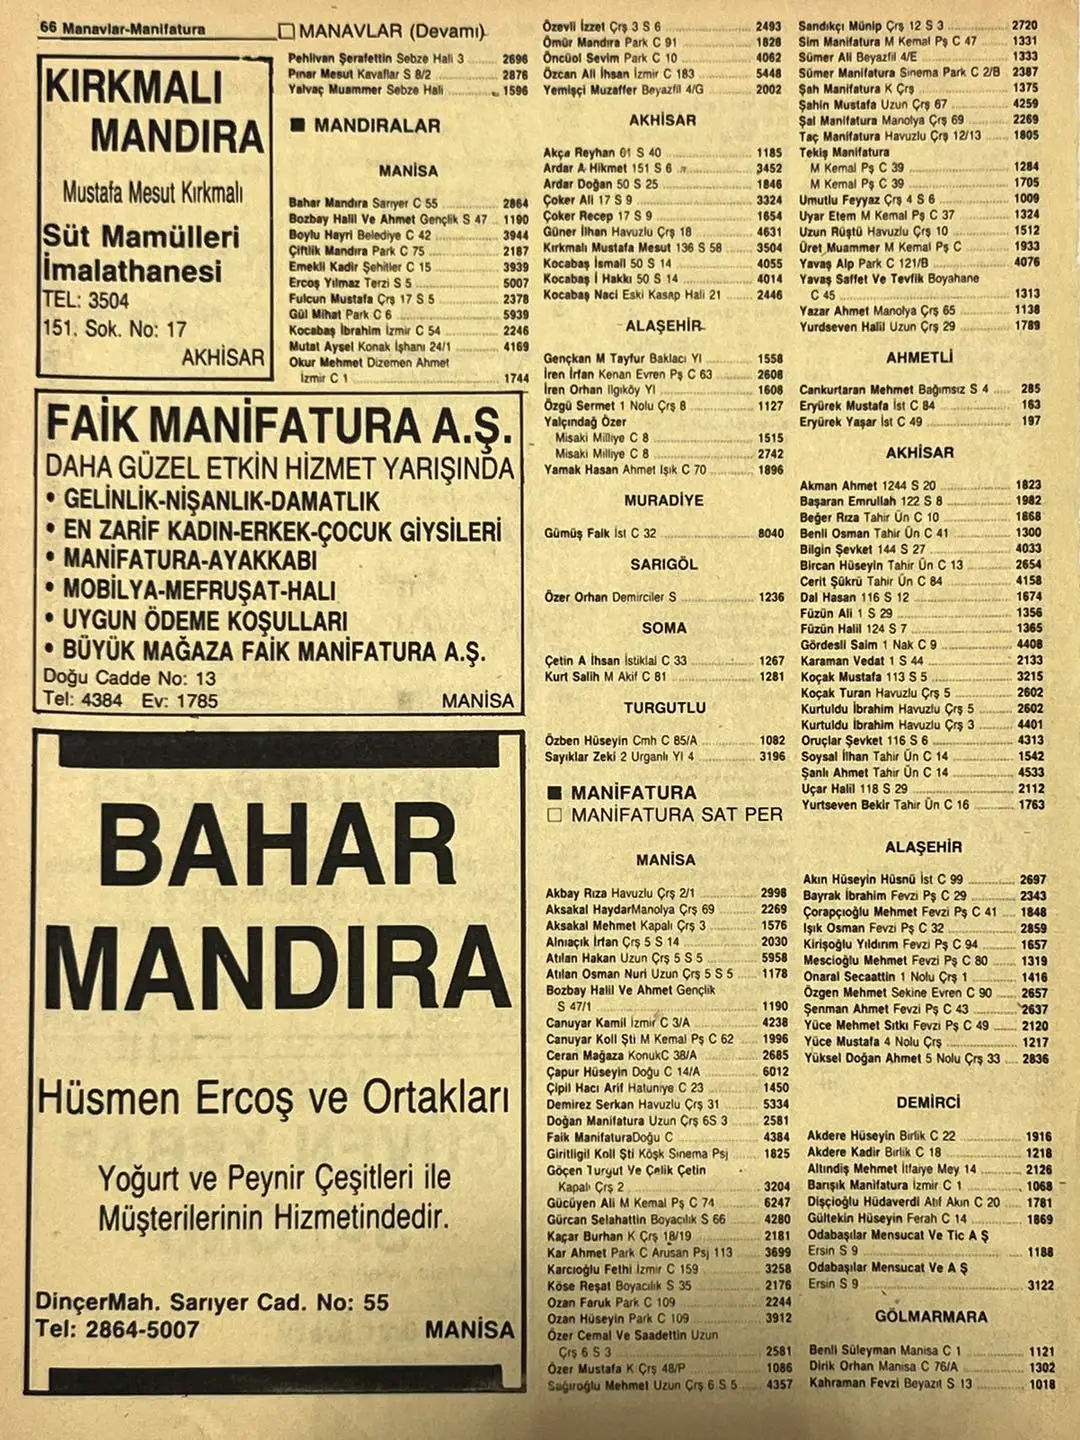 66 Manavlar-Manifatura
KIRKMALI
MANDIRA
Mustafa Mesut Kırkmalı
Süt Mamülleri
İmalathanesi
TEL: 3504
151. Sok. No: 17
AKHİSAR
FAİK MANİFATURA A.Ş.
DAHA GÜZEL ETKİN HİZMET YARIŞINDA
• GELİNLİK-NİŞANLIK-DAMATLIK
• EN ZARİF KADIN-ERKEK-ÇOCUK GİYSİLERİ
• MANİFATURA-AYAKKABI
• MOBİLYA-MEFRUŞAT-HALI
• UYGUN ÖDEME KOŞULLARI
• BÜYÜK MAĞAZA FAİK MANİFATURA A.Ş.
Doğu Cadde No: 13
Tel: 4384 Ev: 1785 MANİSA
BAHAR
MANDIRA
Hüsmen Ercoş ve Ortakları
Yoğurt ve Peynir Çeşitleri ile
Müşterilerinin Hizmetindedir.
DinçerMah. Sarıyer Cad. No: 55
Tel: 2864-5007 MANİSA
□ MANAVLAR (Devamı)
Pehlivan Şerafettin Sebze Hali 3 2696
Pınar Mesut Kavaflar S 8/2 2876
Yalvaç Muammer Sebze Hali 1596
■ MANDIRALAR
MANİSA
Bahar Mandıra Sarıyer C 55 2864
Bozbay Halil Ve Ahmet Gençlik S 47 1190
Boylu Hayri Belediye C 42 3944
Çiftlik Mandıra Park C 75 2187
Emekli Kadir Şehitler C 15 3939
Ercoş Yılmaz Terzi S 5 5007
Fulcun Mustafa Çrş 17 S 5 2378
Gül Mihat Park C 6 5939
Kocabaş İbrahim İzmir C 54 2246
Mutat Aysel Konak İşhanı 24/1 4169
Okur Mehmet Dizemen Ahmet
İzmir C 1 1744
Özevli İzzet Çrş 3 S 6 2493
Ömür Mandıra Park C 91 1828
Öncüol Sevim Park C 10 4062
Özcan Ali İhsan İzmir C 183 5448
Yemişçi Muzaffer Beyazfil 4/G 2002
AKHİSAR
Akça Reyhan 61 S 40 1185
Ardar A Hikmet 151 S 6 3452
Ardar Doğan 50 S 25 1846
Çoker Ali 17 S 9 3324
Çoker Recep 17 S 9 1654
Güner İlhan Havuzlu Çrş 18 4631
Kırkmalı Mustafa Mesut 136 S 58 3504
Kocabaş İsmail 50 S 14 4055
Kocabaş İ Hakkı 50 S 14 4014
Kocabaş Naci Eski Kasap Hali 21 2446
ALAŞEHİR
Gençkan M Tayfur Baklacı Yl 1558
İren İrfan Kenan Evren Pş C 63 2608
İren Orhan Ilgıköy Yl 1608
Özgü Sermet 1 Nolu Çrş 8 1127
Yalçındağ Özer
Misaki Milliye C 8 1515
Misaki Milliye C 8 2742
Yamak Hasan Ahmet Işık C 70 1896
MURADİYE
Gümüş Faik İst C 32 8040
SARIGÖL
Özer Orhan Demirciler S 1236
SOMA
Çetin A İhsan İstiklal C 33 1267
Kurt Salih M Akif C 81 1281
TURGUTLU
Özben Hüseyin Cmh C 85/A 1082
Sayıklar Zeki 2 Urganlı Yl 4 3196
■ MANİFATURA
□ MANİFATURA SAT PER
MANİSA
Akbay Rıza Havuzlu Çrş 2/1 2998
Aksakal HaydarManolya Çrş 69 2269
Aksakal Mehmet Kapalı Çrş 3 1576
Alnıaçık İrfan Çrş 5 S 14 2030
Atılan Hakan Uzun Çrş 5 S 5 5958
Atılan Osman Nuri Uzun Çrş 5 S 5 1178
Bozbay Halil Ve Ahmet Gençlik
S 47/1 1190
Canuyar Kamil İzmir C 3/A 4238
Canuyar Koll Şti M Kemal Pş C 62 1996
Ceran Mağaza KonukC 38/A 2685
Çapur Hüseyin Doğu C 14/A 6012
Çipil Hacı Arif Hatuniye C 23 1450
Demirez Serkan Havuzlu Çrş 31 5334
Doğan Manifatura Uzun Çrş 6S 3 2581
Faik ManifaturaDoğu C 4384
Giritligil Koll Şti Köşk Sinema Psj 1825
Göçen Turgut Ve Çelik Çetin
Kapalı Çrş 2 3204
Gücüyen Ali M Kemal Pş C 74 6247
Gürcan Selahattin Boyacılık S 66 4280
Kaçar Burhan K Çrş 18/19 2181
Kar Ahmet Park C Arusan Psj 113 3699
Karcıoğlu Fethi İzmir C 159 3258
Köse Reşat Boyacılık S 35 2176
Ozan Faruk Park C 109 2244
Ozan Hüseyin Park C 109 3912
Özer Cemal Ve Saadettin Uzun
Çrş 6 S 3 2581
Özer Mustafa K Çrş 48/P 1086
Sağıroğlu Mehmet Uzun Çrş 6 S 5 4357
Sandıkçı Münip Çrş 12 S 3 2720
Sim Manifatura M Kemal Pş C 47 1331
Sümer Ali Beyazfil 4/E 1333
Sümer Manifatura Sinema Park C 2/B 2387
Şah Manifatura K Çrş 1375
Şahin Mustafa Uzun Çrş 67 4259
Şal Manifatura Manolya Çrş 69 2269
Taç Manifatura Havuzlu Çrş 12/13 1805
Tekiş Manifatura
M Kemal Pş C 39 1284
M Kemal Pş C 39 1705
Umutlu Feyyaz Çrş 4 S 6 1009
Uyar Etem M Kemal Pş C 37 1324
Uzun Rüştü Havuzlu Çrş 10 1512
Üret Muammer M Kemal Pş C 1933
Yavaş Alp Park C 121/B 4076
Yavaş Saffet Ve Tevfik Boyahane
C 45 1313
Yazar Ahmet Manolya Çrş 65 1138
Yurdseven Halil Uzun Çrş 29 1789
AHMETLİ
Cankurtaran Mehmet Bağımsız S 4 285
Eryürek Mustafa İst C 84 163
Eryürek Yaşar İst C 49 197
AKHİSAR
Akman Ahmet 1244 S 20 1823
Başaran Emrullah 122 S 8 1982
Beğer Rıza Tahir Ün C 10 1868
Benli Osman Tahir Ün C 41 1300
Bilgin Şevket 144 S 27 4033
Bircan Hüseyin Tahir Ün C 13 2654
Cerit Şükrü Tahir Ün C 84 4158
Dal Hasan 116 S 12 1674
Füzün Ali 1 S 29 1356
Füzün Halil 124 S 7 1365
Gördesli Saim 1 Nak C 9 4408
Karaman Vedat 1 S 44 2133
Koçak Mustafa 113 S 5 3215
Koçak Turan Havuzlu Çrş 5 2602
Kurtuldu İbrahim Havuzlu Çrş 5 2602
Kurtuldu İbrahim Havuzlu Çrş 3 4401
Oruçlar Şevket 116 S 6 4313
Soysal İlhan Tahir Ün C 14 1542
Şanlı Ahmet Tahir Ün C 14 4533
Uçar Halil 118 S 29 2112
Yurtseven Bekir Tahir Ün C 16 1763
ALAŞEHİR
Akın Hüseyin Hüsnü İst C 99 2697
Bayrak İbrahim Fevzi Pş C 29 2343
Çorapçıoğlu Mehmet Fevzi Pş C 41 1848
Işık Osman Fevzi Pş C 32 2859
Kirişoğlu Yıldırım Fevzi Pş C 94 1657
Mescioğlu Mehmet Fevzi Pş C 80 1319
Onaral Secaattin 1 Nolu Çrş 1 1416
Özgen Mehmet Sekine Evren C 90 2657
Şenman Ahmet Fevzi Pş C 43 2637
Yüce Mehmet Sıtkı Fevzi Pş C 49 2120
Yüce Mustafa 4 Nolu Çrş 1217
Yüksel Doğan Ahmet 5 Nolu Çrş 33 2836
DEMİRCİ
Akdere Hüseyin Birlik C 22 1916
Akdere Kadir Birlik C 18 1218
Altındiş Mehmet İtfaiye Mey 14 2126
Barışık Manifatura İzmir C 1 1068
Dişçioğlu Hüdaverdi Atıf Akın C 20 1781
Gültekin Hüseyin Ferah C 14 1869
Odabaşılar Mensucat Ve Tic A Ş
Ersin S 9 1188
Odabaşılar Mensucat Ve A Ş
Ersin S 9 3122
GÖLMARMARA
Benli Süleyman Manisa C 1 1121
Dirik Orhan Manisa C 76/A 1302
Kahraman Fevzi Beyazıt S 13 1018